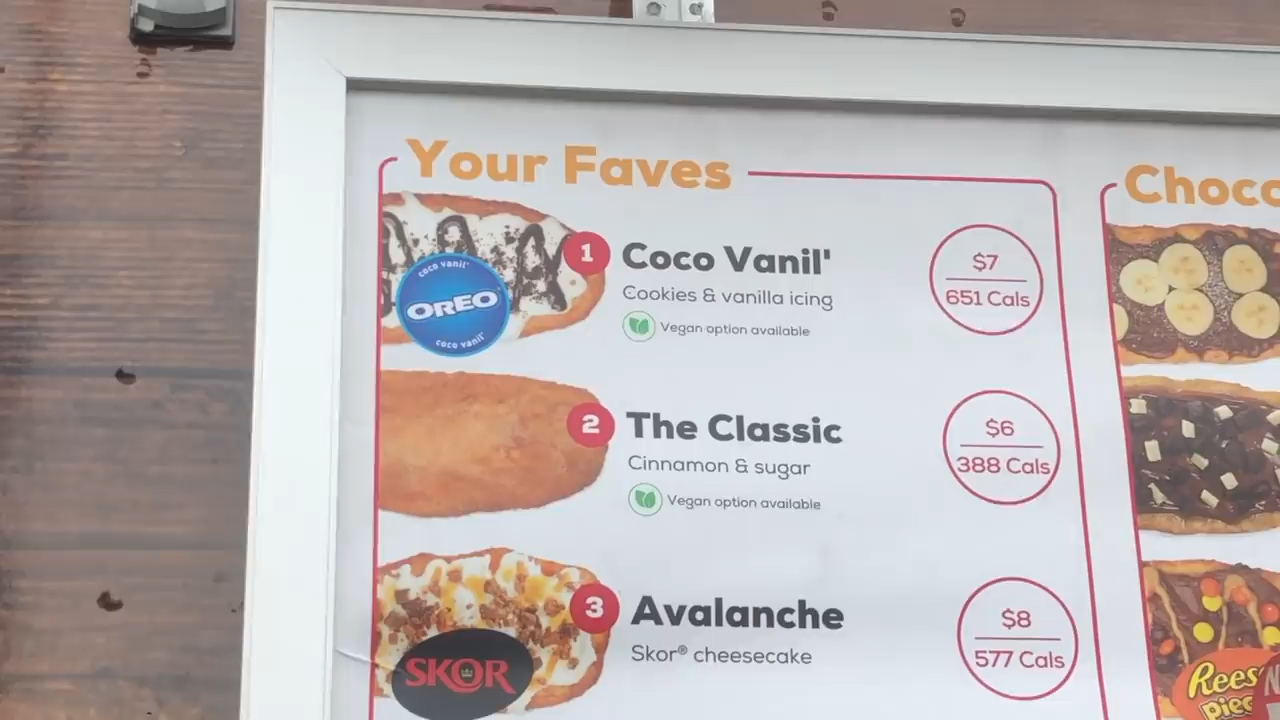 Your Faves
coco vanil'
OREO
coco vanil'
1
Coco Vanil'
Cookies & vanilla icing
Vegan option available
$7
651 Cals
2
The Classic
Cinnamon & sugar
Vegan option available
$6
388 Cals
3
Avalanche
Skor® cheesecake
SKOR
$8
577 Cals
Choco
Reese